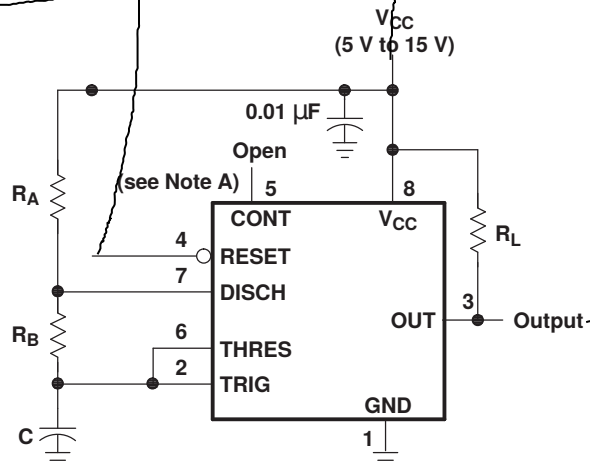 VCC
(5 V to 15 V)
0.01 µF
Open
(see Note A)
5
8
RA
CONT
VCC
RL
4
RESET
7
DISCH
3
OUT
Output
RB
6
THRES
2
TRIG
GND
C
1